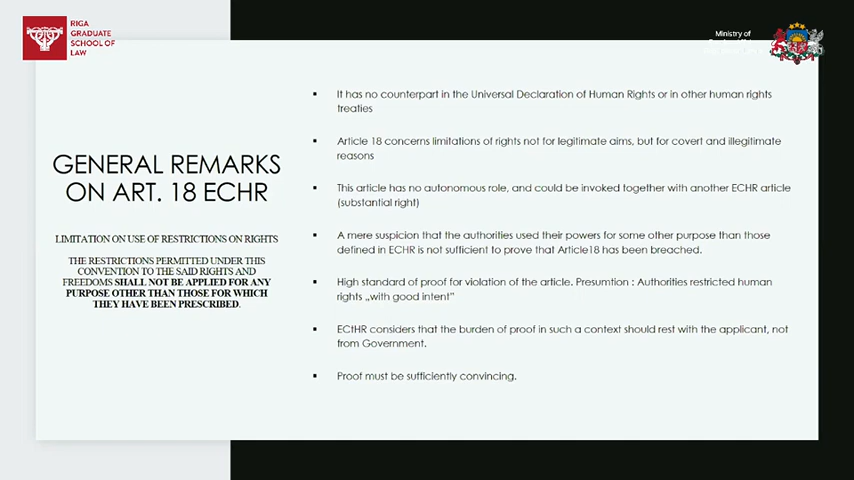 RIGA
GRADUATE
SCHOOL OF
LAW
Ministry of
GENERAL REMARKS
ON ART. 18 ECHR
LIMITATION ON USE OF RESTRICTIONS ON RIGHTS
THE RESTRICTIONS PERMITTED UNDER THIS
CONVENTION TO THE SAID RIGHTS AND
FREEDOMS SHALL NOT BE APPLIED FOR ANY
PURPOSE OTHER THAN THOSE FOR WHICH
THEY HAVE BEEN PRESCRIBED.
▪ It has no counterpart in the Universal Declaration of Human Rights or in other human rights
treaties
▪ Article 18 concerns limitations of rights not for legitimate aims, but for covert and illegitimate
reasons
▪ This article has no autonomous role, and could be invoked together with another ECHR article
(substantial right)
▪ A mere suspicion that the authorities used their powers for some other purpose than those
defined in ECHR is not sufficient to prove that Article18 has been breached.
▪ High standard of proof for violation of the article. Presumtion : Authorities restricted human
rights „with good intent”
▪ ECtHR considers that the burden of proof in such a context should rest with the applicant, not
from Government.
▪ Proof must be sufficiently convincing.